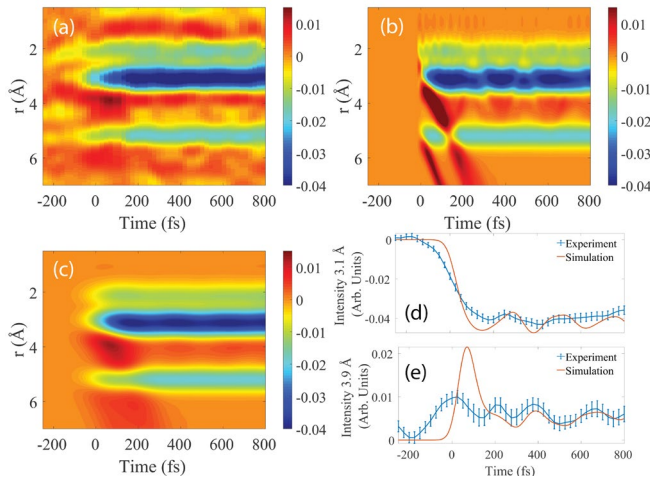 (a)
2
4
6
r (Å)
-200 0 200 400 600 800
Time (fs)
0.01
0
-0.01
-0.02
-0.03
-0.04
(b)
2
4
6
r (Å)
0 200 400 600 800
Time (fs)
0.01
0
-0.01
-0.02
-0.03
-0.04
(c)
2
4
6
r (Å)
-200 0 200 400 600 800
Time (fs)
0.01
0
-0.01
-0.02
-0.03
-0.04
Intensity 3.1 Å
(Arb. Units)
0
-0.02
-0.04
Experiment
Simulation
(d)
Intensity 3.9 Å
(Arb. Units)
0.02
0.01
0
Experiment
Simulation
(e)
-200 0 200 400 600 800
Time (fs)